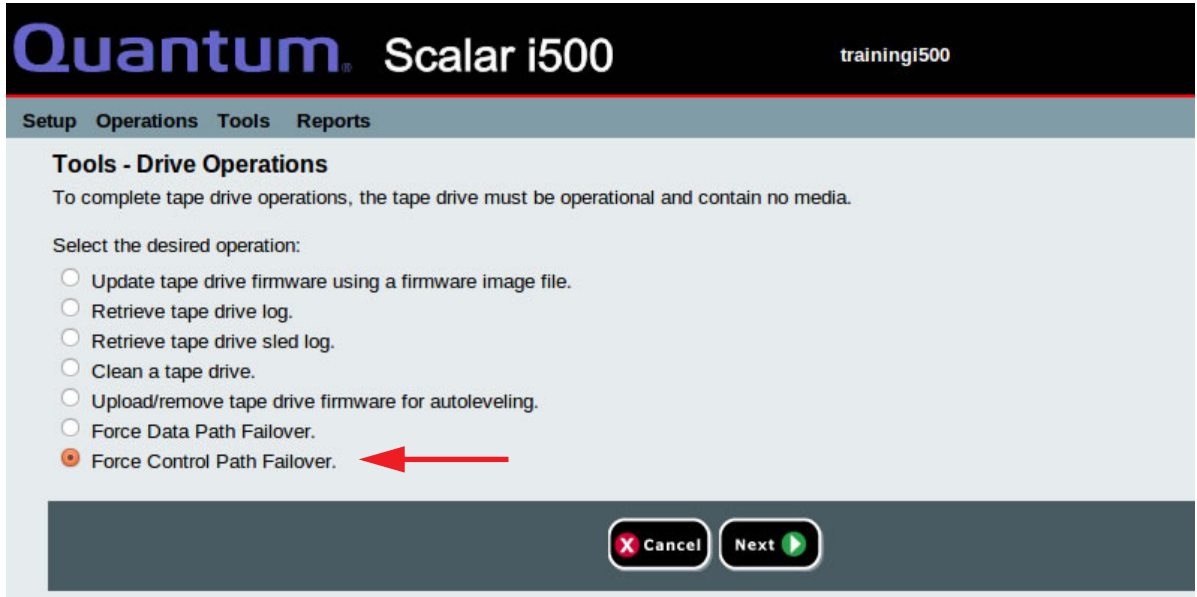 Quantum. Scalar i500
trainingi500
Setup Operations Tools Reports
Tools - Drive Operations
To complete tape drive operations, the tape drive must be operational and contain no media.
Select the desired operation:
Update tape drive firmware using a firmware image file.
Retrieve tape drive log.
Retrieve tape drive sled log.
Clean a tape drive.
Upload/remove tape drive firmware for autoleveling.
Force Data Path Failover.
Force Control Path Failover.
X Cancel Next